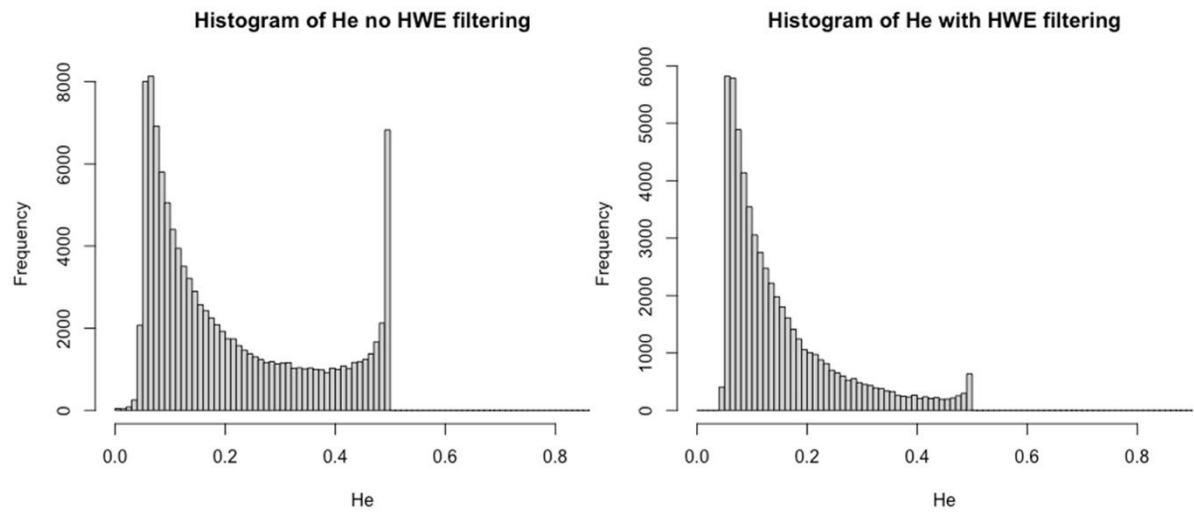 Histogram of He no HWE filtering
Frequency
8000
6000
4000
2000
0
0.0 0.2 0.4 0.6 0.8
He
Histogram of He with HWE filtering
Frequency
6000
5000
4000
3000
2000
1000
0
0.0 0.2 0.4 0.6 0.8
He